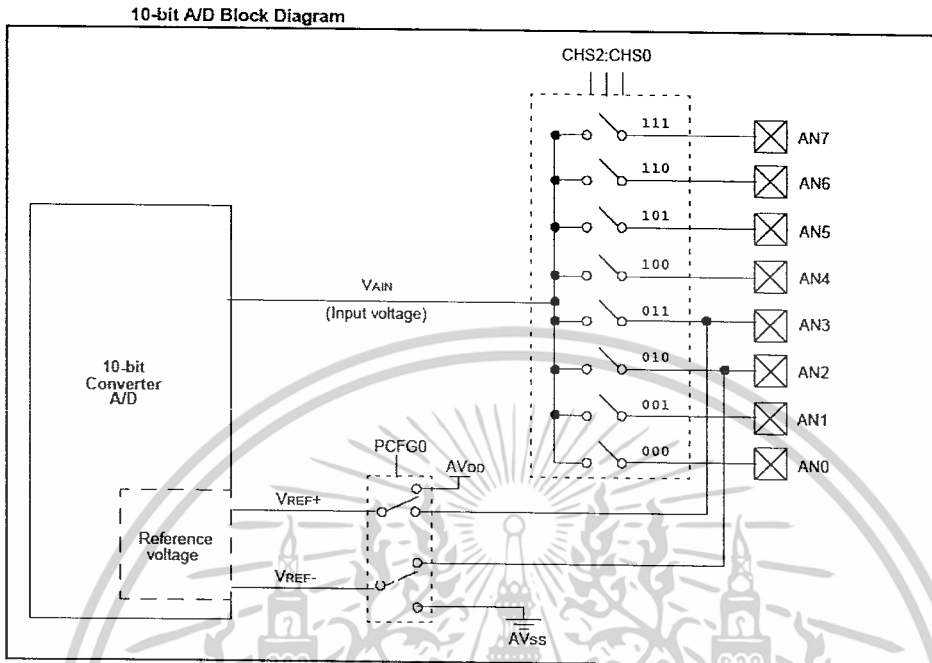 10-bit A/D Block Diagram
CHS2:CHS0
111
AN7
110
AN6
101
AN5
100
AN4
VAIN
(Input voltage)
011
AN3
10-bit
Converter
A/D
010
AN2
001
AN1
PCFG0
000
AN0
AVDD
VREF+
Reference
voltage
VREF-
AVSS